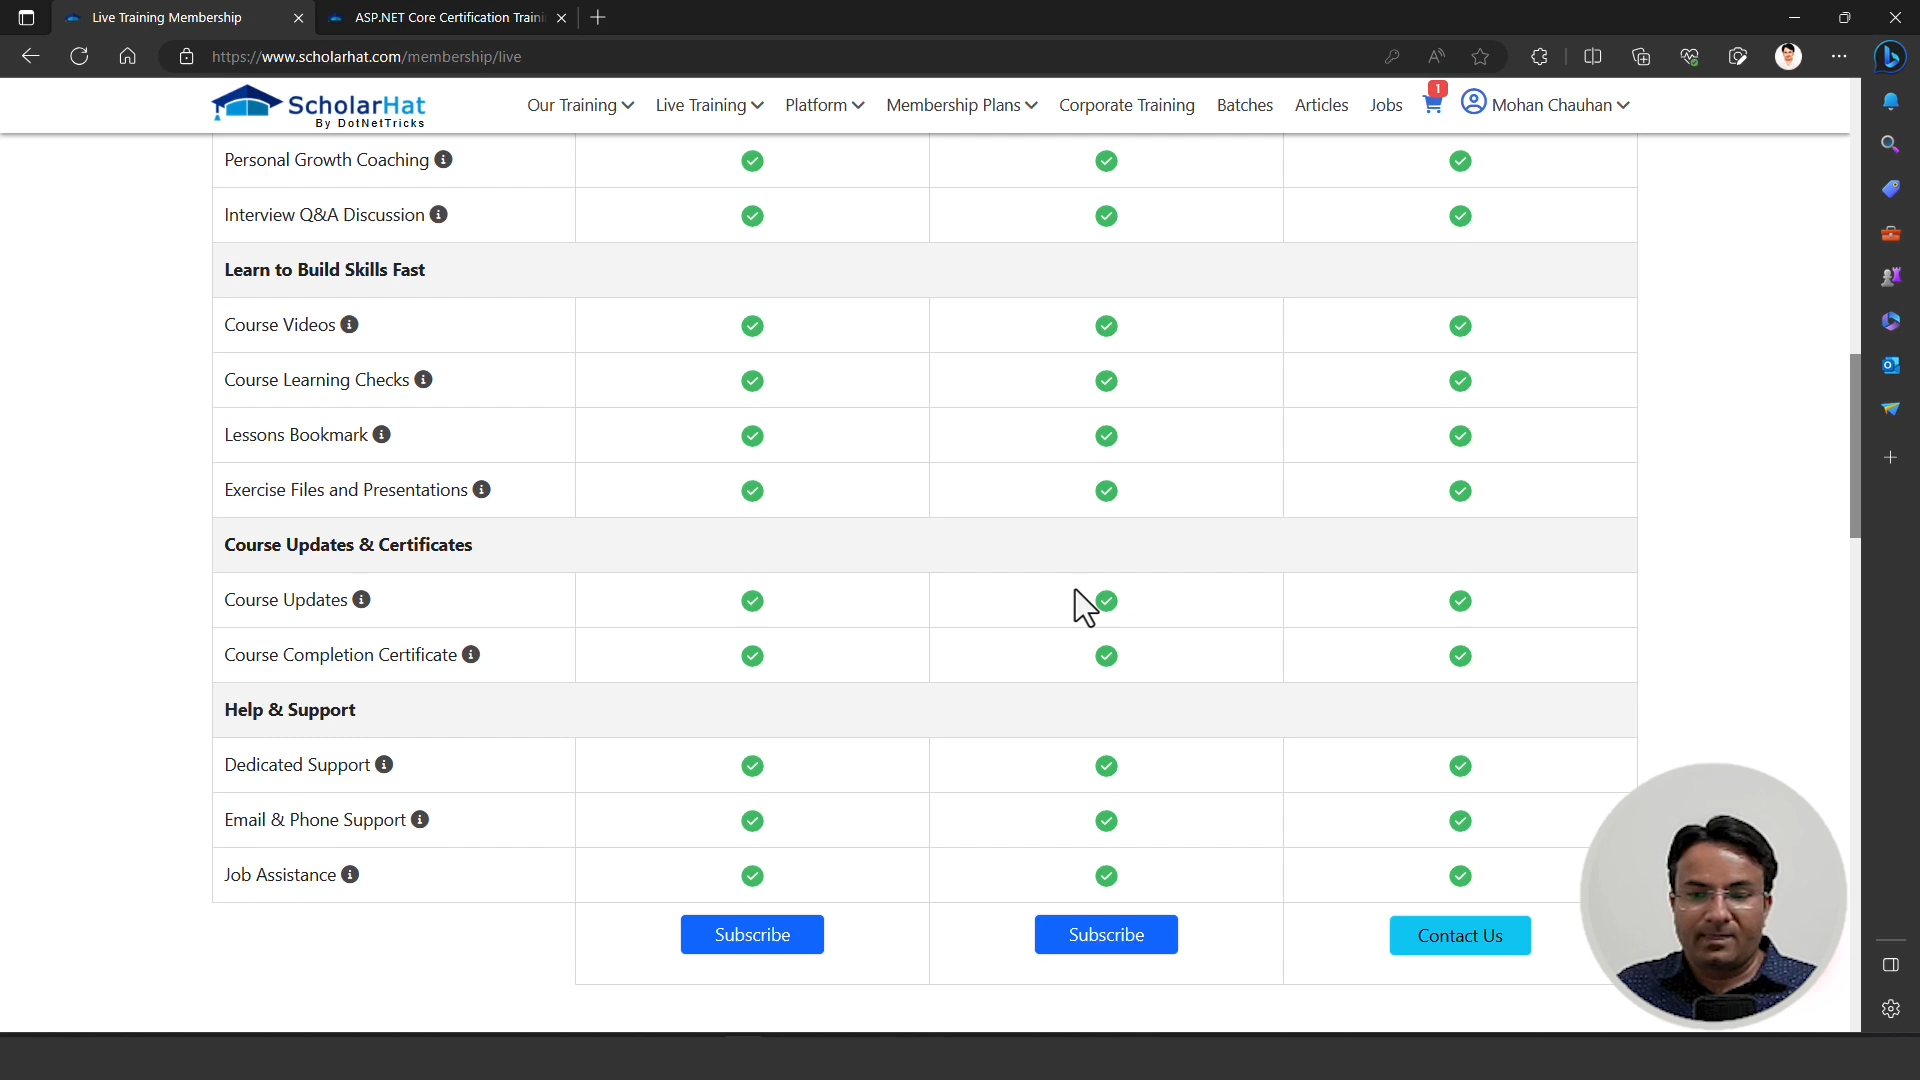 Live Training Membership
ASP.NET Core Certification Traini
https://www.scholarhat.com/membership/live
ScholarHat
By DotNetTricks
Our Training
Live Training
Platform
Membership Plans
Corporate Training
Batches
Articles
Jobs
1
Mohan Chauhan
Personal Growth Coaching
Interview Q&A Discussion
Learn to Build Skills Fast
Course Videos
Course Learning Checks
Lessons Bookmark
Exercise Files and Presentations
Course Updates & Certificates
Course Updates
Course Completion Certificate
Help & Support
Dedicated Support
Email & Phone Support
Job Assistance
Subscribe
Subscribe
Contact Us